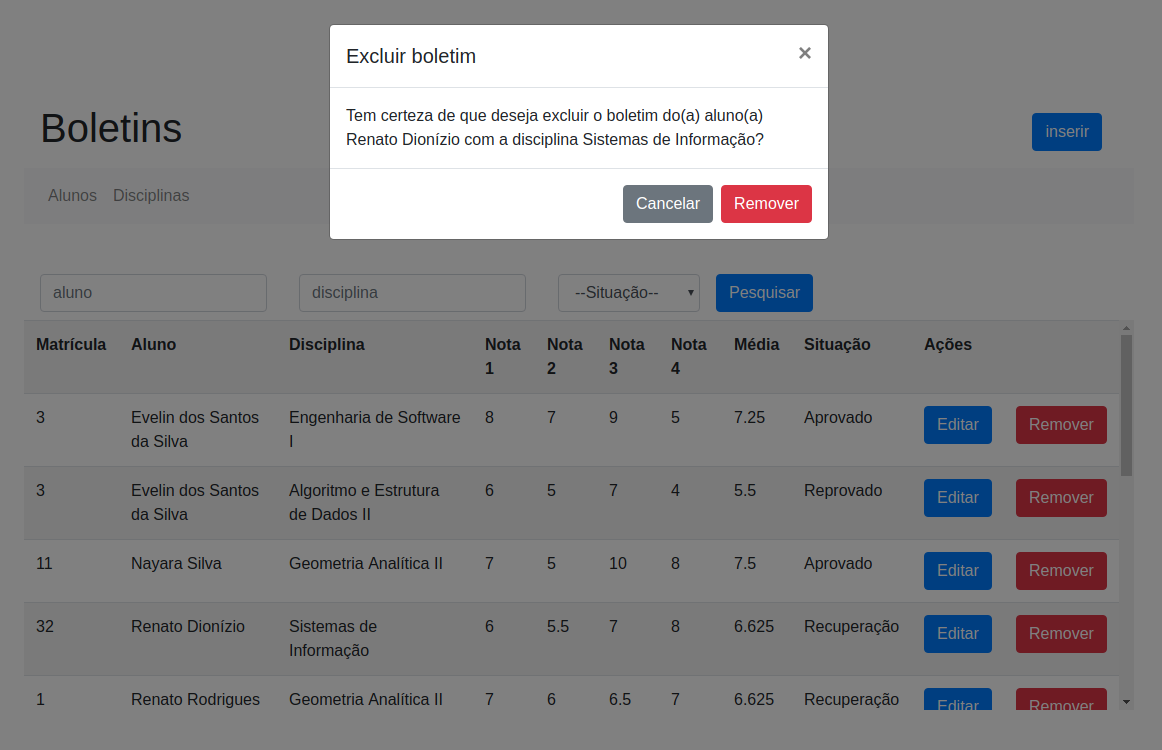 Excluir boletim ×
Tem certeza de que deseja excluir o boletim do(a) aluno(a)
Renato Dionízio com a disciplina Sistemas de Informação?
Cancelar Remover
Boletins inserir
Alunos Disciplinas
aluno disciplina --Situação-- Pesquisar
Matrícula Aluno Disciplina Nota Nota Nota Nota Média Situação Ações
1 2 3 4
3 Evelin dos Santos Engenharia de Software 8 7 9 5 7.25 Aprovado Editar Remover
da Silva I
3 Evelin dos Santos Algoritmo e Estrutura 6 5 7 4 5.5 Reprovado Editar Remover
da Silva de Dados II
11 Nayara Silva Geometria Analítica II 7 5 10 8 7.5 Aprovado Editar Remover
32 Renato Dionízio Sistemas de 6 5.5 7 8 6.625 Recuperação Editar Remover
Informação
1 Renato Rodrigues Geometria Analítica II 7 6 6.5 7 6.625 Recuperação Editar Remover